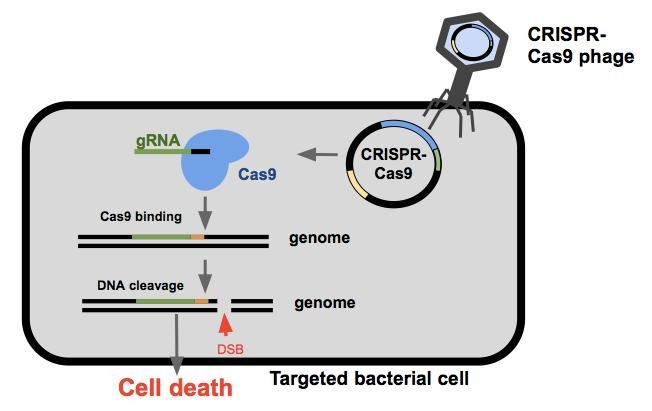 CRISPR-
Cas9 phage
gRNA
Cas9
CRISPR-
Cas9
Cas9 binding
genome
DNA cleavage
genome
DSB
Cell death
Targeted bacterial cell